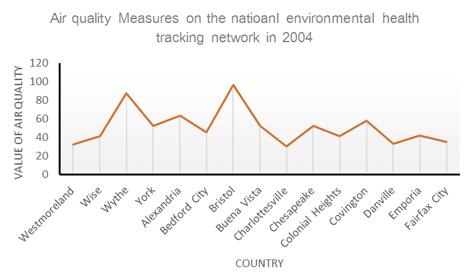 Air quality Measures on the natioanl environmental health
tracking network in 2004
VALUE OF AIR QUALITY
120
100
80
60
40
20
0
Westmoreland
Wise
Wythe
York
Alexandria
Bedford City
Bristol
Buena Vista
Charlottesville
Chesapeake
Colonial Heights
Covington
Danville
Emporia
Fairfax City
COUNTRY